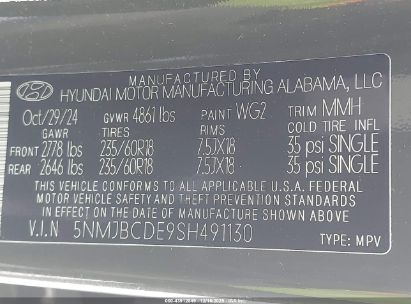 MANUFACTURED BY
HYUNDAI MOTOR MANUFACTURING ALABAMA, LLC
Oct/29/24 GVWR 4861 lbs PAINT WG2 TRIM MMH
GAWR TIRES RIMS COLD TIRE INFL
FRONT 2778 lbs 235/60R18 7.5JX18 35 psi SINGLE
REAR 2646 lbs 235/60R18 7.5JX18 35 psi SINGLE
THIS VEHICLE CONFORMS TO ALL APPLICABLE U.S.A. FEDERAL
MOTOR VEHICLE SAFETY AND THEFT PREVENTION STANDARDS
IN EFFECT ON THE DATE OF MANUFACTURE SHOWN ABOVE
V.I.N 5NMJBCDE9SH491130
TYPE: MPV